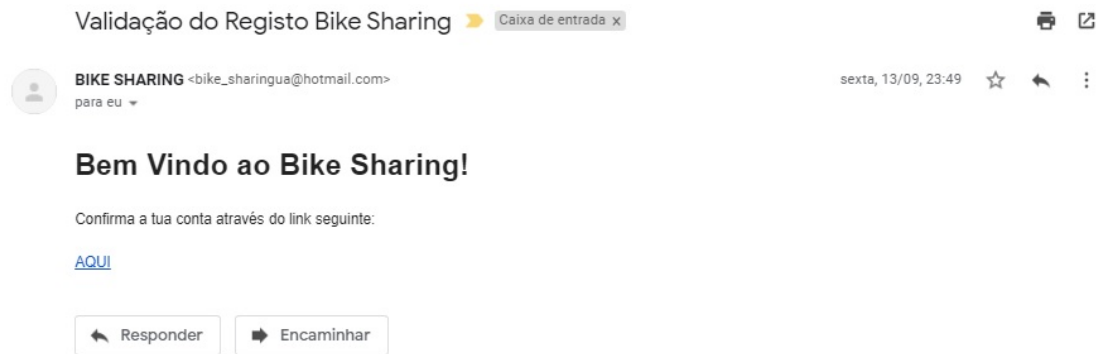 Validação do Registo Bike Sharing Caixa de entrada x
BIKE SHARING <bike_sharingua@hotmail.com> sexta, 13/09, 23:49
para eu
Bem Vindo ao Bike Sharing!
Confirma a tua conta através do link seguinte:
AQUI
Responder Encaminhar